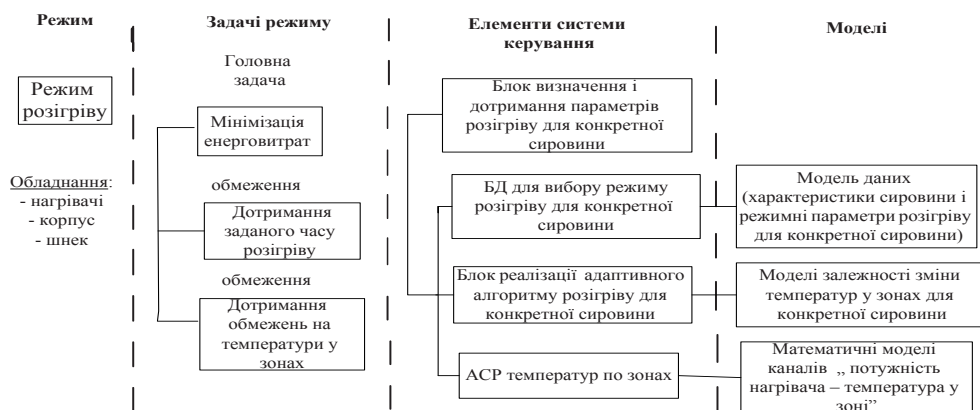 Режим
Режим
розігріву
Обладнання:
- нагрівачі
- корпус
- шнек
Задачі режиму
Головна
задача
Мінімізація
енерговитрат
обмеження
Дотримання
заданого часу
розігріву
обмеження
Дотримання
обмежень на
температури у
зонах
Елементи системи
керування
Блок визначення і
дотримання параметрів
розігріву для конкретної
сировини
БД для вибору режиму
розігріву для конкретної
сировини
Блок реалізації адаптивного
алгоритму розігріву для
конкретної сировини
АСР температур по зонах
Моделі
Модель даних
(характеристики сировини і
режимні параметри розігріву
для конкретної сировини)
Моделі залежності зміни
температур у зонах для
конкретної сировини
Математичні моделі
каналів „ потужність
нагрівача – температура у
зоні”